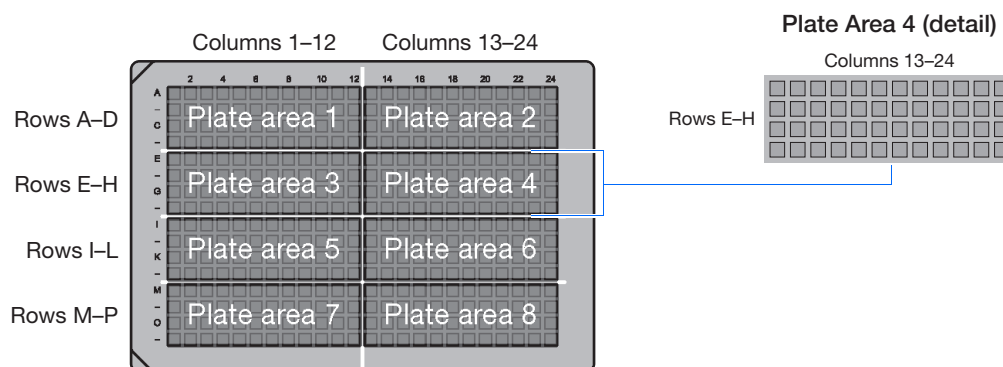 Plate Area 4 (detail)
Columns 1–12 Columns 13–24
Columns 13–24
2 4 6 8 10 12 14 16 18 20 22 24
A
Rows A–D Plate area 1 Plate area 2
–
C
–
Rows E–H
E
Rows E–H Plate area 3 Plate area 4
–
G
–
I
Rows I–L Plate area 5 Plate area 6
–
K
–
M
Rows M–P Plate area 7 Plate area 8
–
O
–